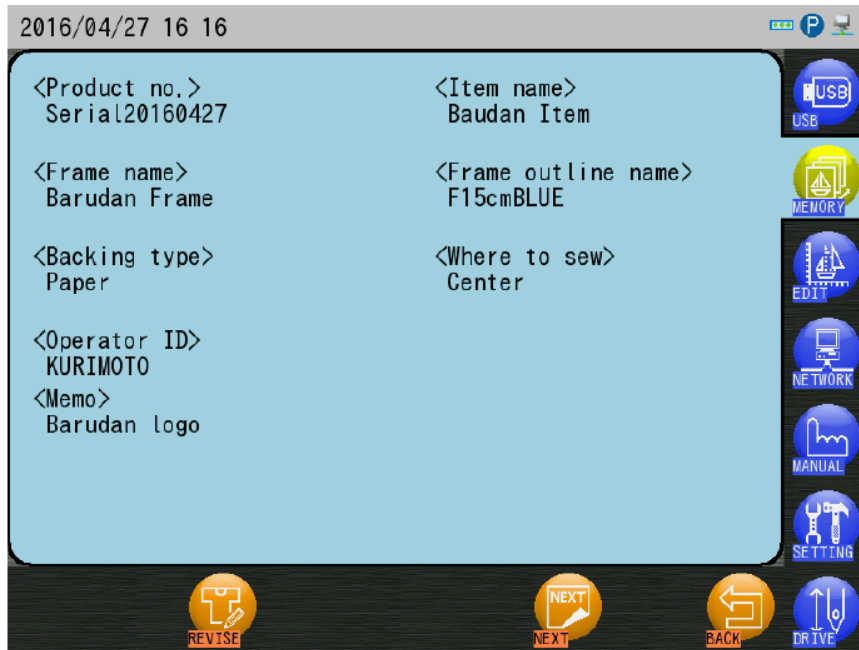 2016/04/27 16 16
P
<Product no.>
Serial20160427
<Item name>
Baudan Item
<Frame name>
Barudan Frame
<Frame outline name>
F15cmBLUE
<Backing type>
Paper
<Where to sew>
Center
<Operator ID>
KURIMOTO
<Memo>
Barudan logo
USB
USB
MEMORY
EDIT
NETWORK
MANUAL
SETTING
DRIVE
REVISE
NEXT
NEXT
BACK